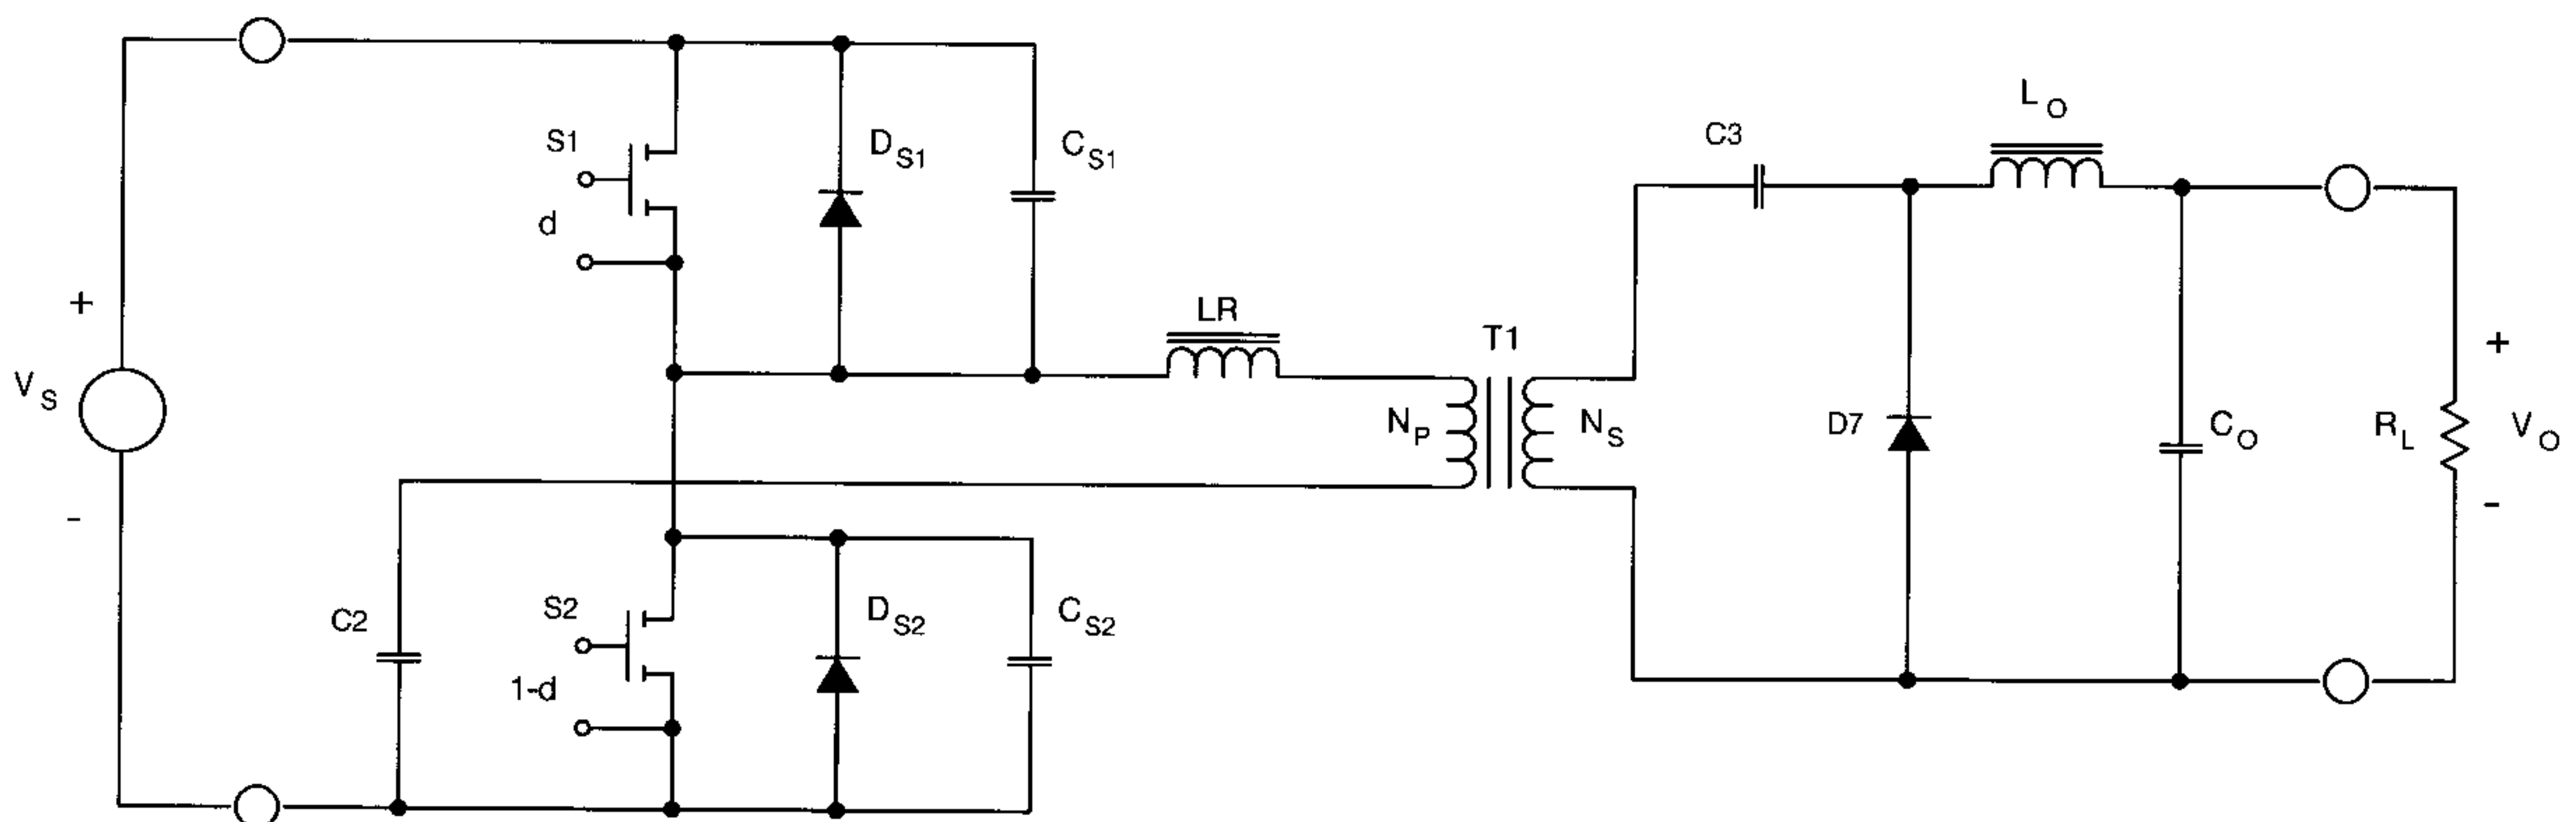 L O
C3
S1
D S1
C S1
d
LR
T1
+
+
V S
N P
N S
D7
C O
R L
V O
-
-
S2
D S2
C S2
C2
1-d